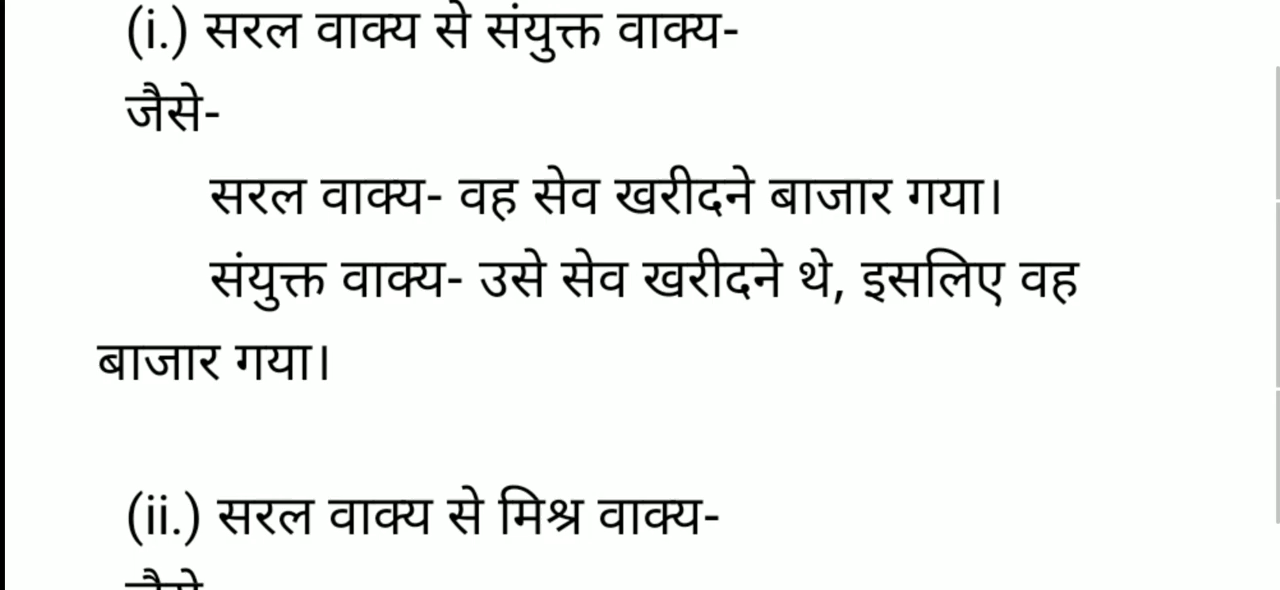 (i.) सरल वाक्य से संयुक्त वाक्य-
जैसे-
सरल वाक्य- वह सेव खरीदने बाजार गया।
संयुक्त वाक्य- उसे सेव खरीदने थे, इसलिए वह
बाजार गया।
(ii.) सरल वाक्य से मिश्र वाक्य-